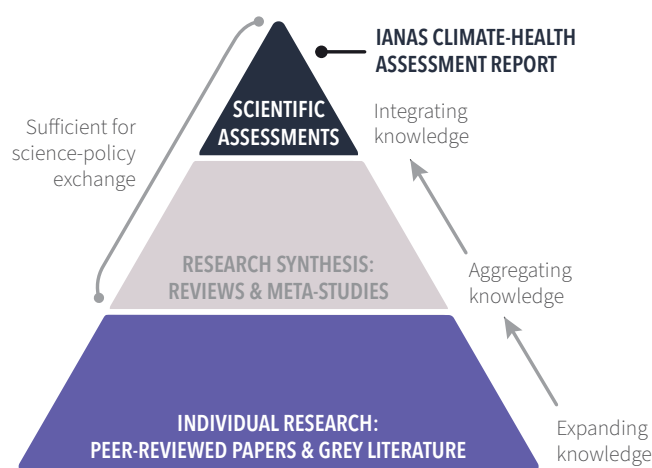 IANAS CLIMATE-HEALTH
ASSESSMENT REPORT
SCIENTIFIC
ASSESSMENTS
Integrating
knowledge
Sufficient for
science-policy
exchange
RESEARCH SYNTHESIS:
REVIEWS & META-STUDIES
Aggregating
knowledge
INDIVIDUAL RESEARCH:
PEER-REVIEWED PAPERS & GREY LITERATURE
Expanding
knowledge